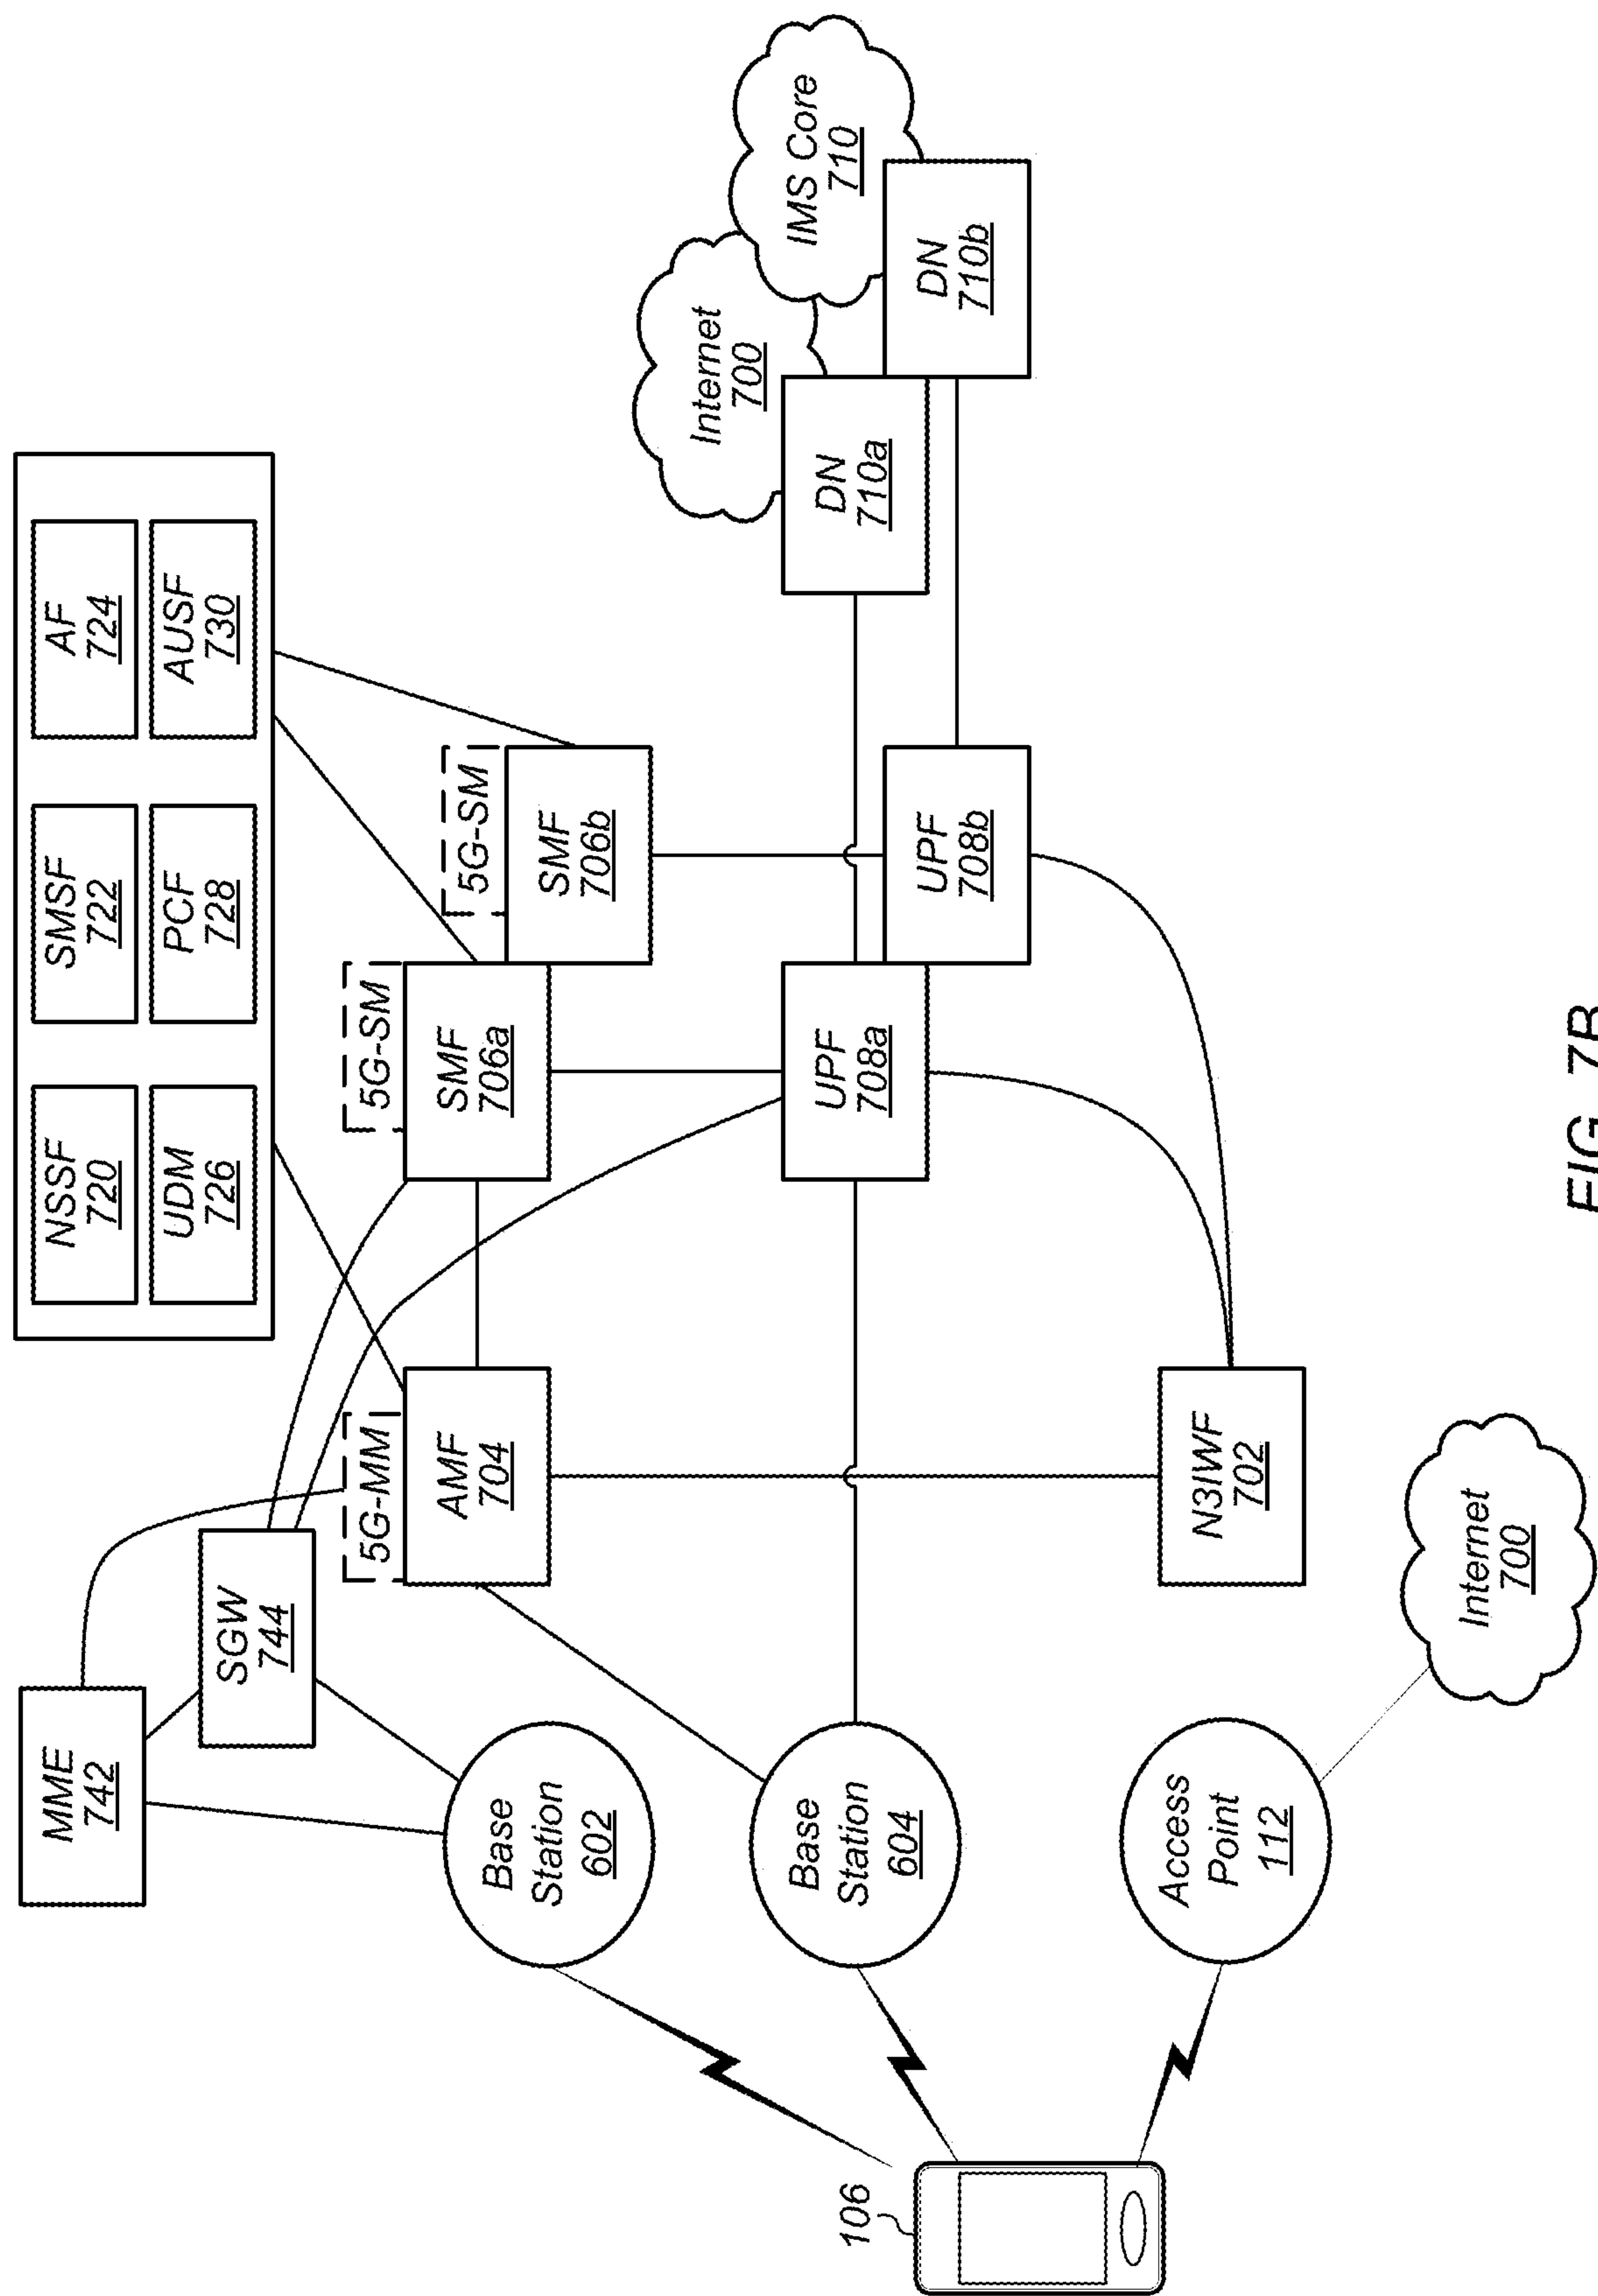 MME
742
SGW
744
NSSF
720
SMSF
722
AF
724
UDM
726
PCF
728
AUSF
730
5G-MM
AMF
704
5G-SM
SMF
706a
5G-SM
SMF
706b
Base
Station
602
Base
Station
604
UPF
708a
UPF
708b
DN
710a
DN
710b
Internet
700
IMS Core
710
106
Access
Point
112
N3IWF
702
Internet
700
FIG. 7B